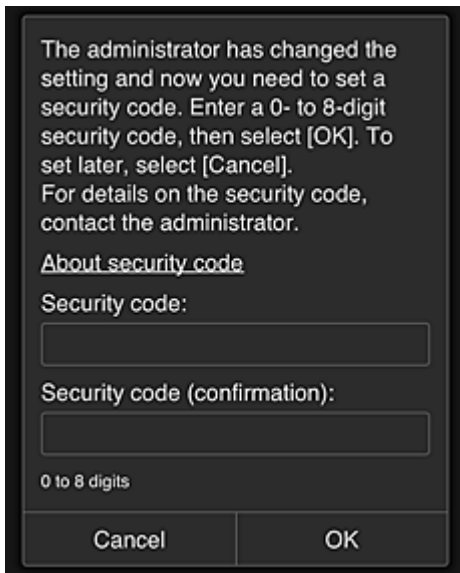 The administrator has changed the
setting and now you need to set a
security code. Enter a 0- to 8-digit
security code, then select [OK]. To
set later, select [Cancel].
For details on the security code,
contact the administrator.
About security code
Security code:
Security code (confirmation):
0 to 8 digits
Cancel OK